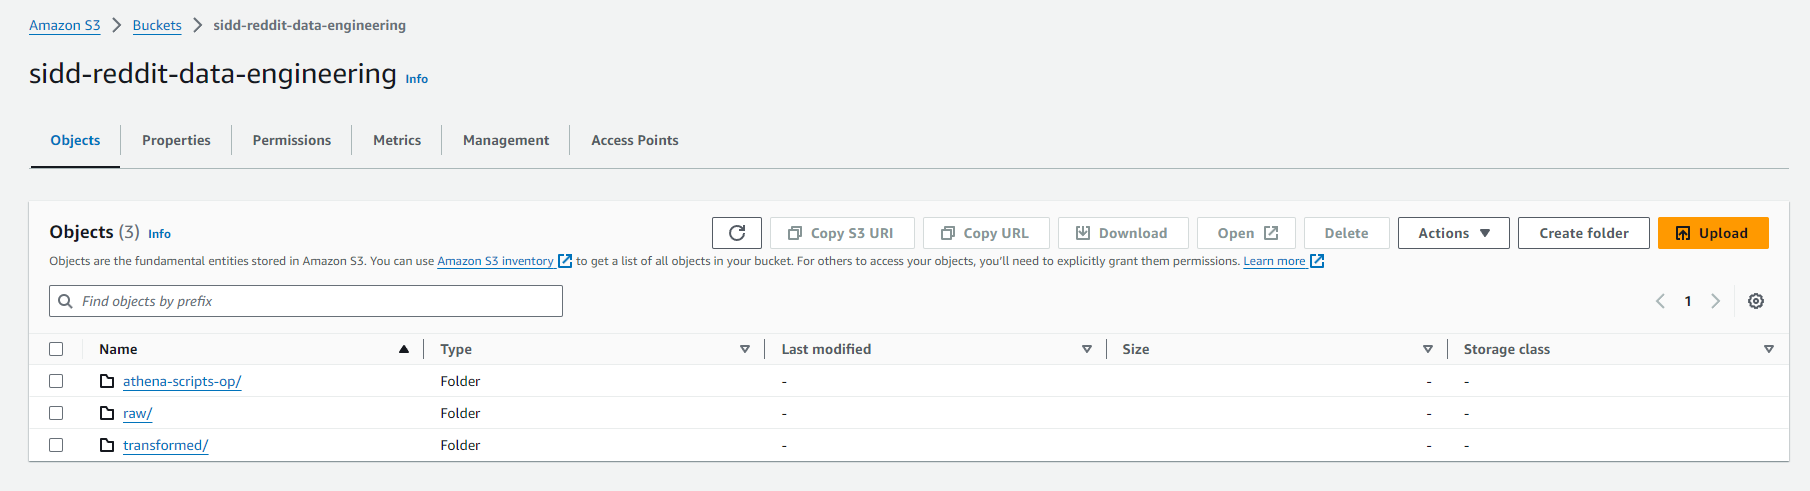 Amazon S3 > Buckets > sidd-reddit-data-engineering
sidd-reddit-data-engineering Info
Objects Properties Permissions Metrics Management Access Points
Objects (3) Info Copy S3 URI Copy URL Download Open Delete Actions Create folder Upload
Objects are the fundamental entities stored in Amazon S3. You can use Amazon S3 inventory to get a list of all objects in your bucket. For others to access your objects, you'll need to explicitly grant them permissions. Learn more
Find objects by prefix 1
Name Type Last modified Size Storage class
athena-scripts-op/ Folder - - -
raw/ Folder - - -
transformed/ Folder - - -